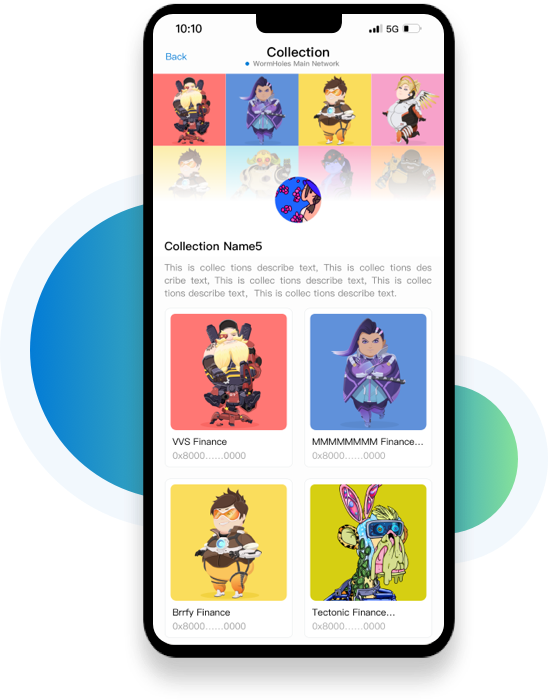 10:10
5G
Back
Collection
WormHoles Main Network
Collection Name5
This is collec tions describe text, This is collec tions des
cribe text, This is collec tions describe text, This is collec
tions describe text, This is collec tions describe text.
VVS Finance
MMMMMMMM Finance...
0x8000......0000
0x8000......0000
Brrfy Finance
Tectonic Finance...
0x8000......0000
0x8000......0000